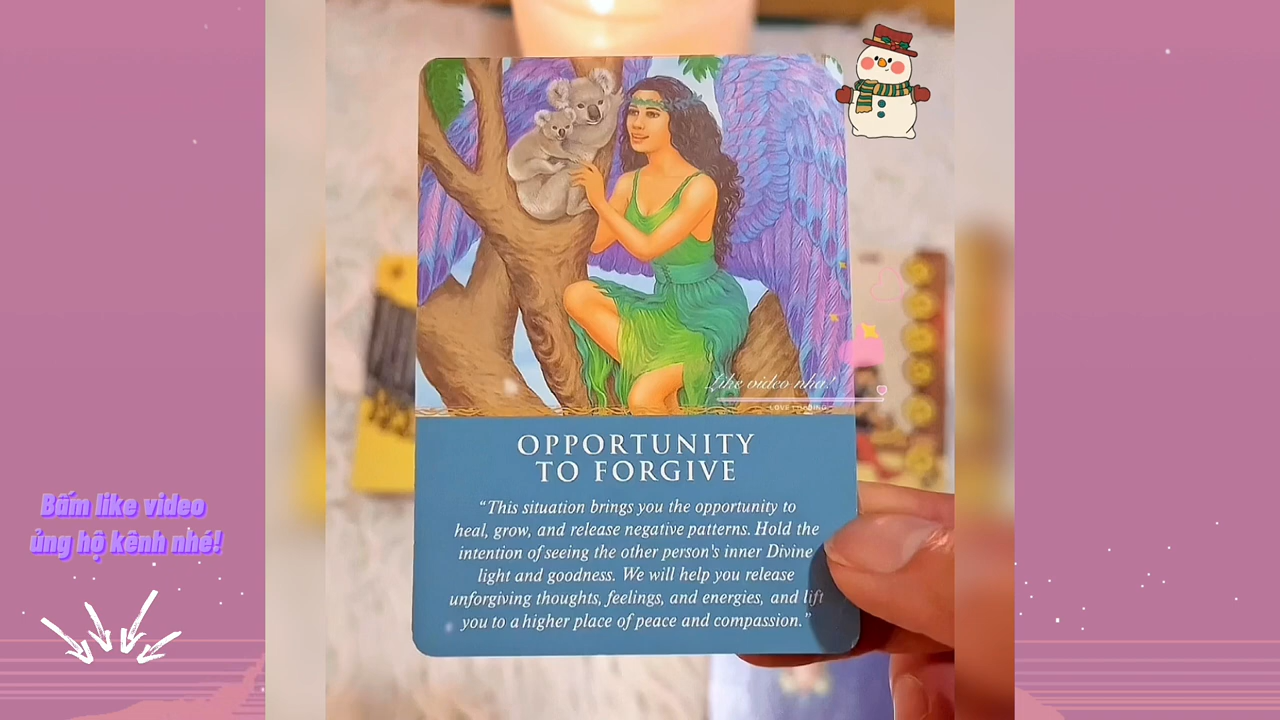 Like video nha!
LOVE LOADING
OPPORTUNITY
TO FORGIVE
“This situation brings you the opportunity to
heal, grow, and release negative patterns. Hold the
intention of seeing the other person's inner Divine
light and goodness. We will help you release
unforgiving thoughts, feelings, and energies, and lift
you to a higher place of peace and compassion.”
Bấm like video
ủng hộ kênh nhé!